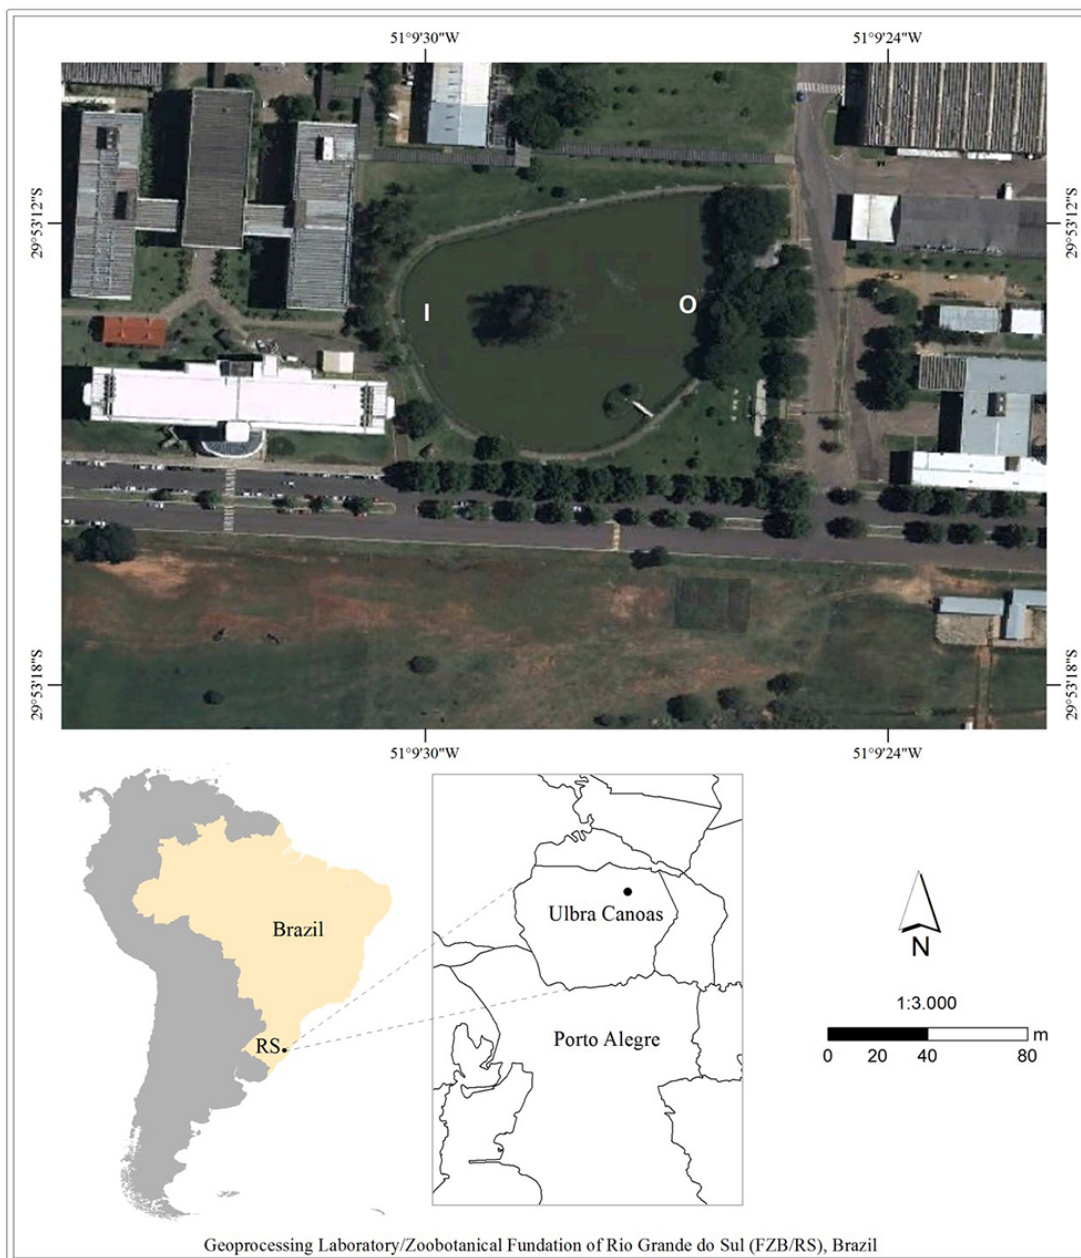 51°9'30"W
51°9'24"W
29°53'12"S
29°53'12"S
I
O
29°53'18"S
29°53'18"S
51°9'30"W
51°9'24"W
Brazil
RS
Ulbra Canoas
Porto Alegre
N
1:3.000
m
0 20 40 80
Geoprocessing Laboratory/Zoobotanical Fundation of Rio Grande do Sul (FZB/RS), Brazil